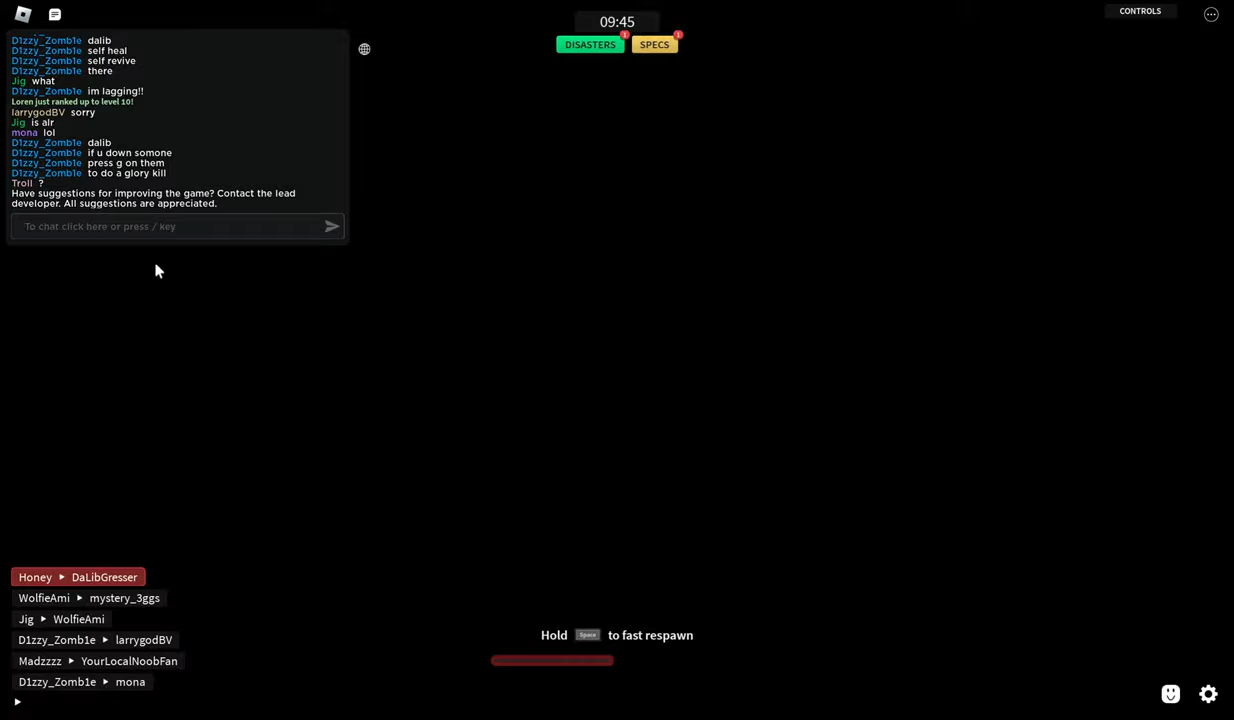 09:45
CONTROLS
DISASTERS 1 SPECS 1
D1zzy_Zomb1e dalib
D1zzy_Zomb1e self heal
D1zzy_Zomb1e self revive
D1zzy_Zomb1e there
Jig what
D1zzy_Zomb1e im lagging!!
Loren just ranked up to level 10!
larrygodBV sorry
Jig is alr
mona lol
D1zzy_Zomb1e dalib
D1zzy_Zomb1e if u down somone
D1zzy_Zomb1e press g on them
D1zzy_Zomb1e to do a glory kill
Troll ?
Have suggestions for improving the game? Contact the lead
developer. All suggestions are appreciated.
To chat click here or press / key
Honey ▸ DaLibGresser
WolfieAmi ▸ mystery_3ggs
Jig ▸ WolfieAmi
D1zzy_Zomb1e ▸ larrygodBV
Madzzzz ▸ YourLocalNoobFan
D1zzy_Zomb1e ▸ mona
Hold Space to fast respawn